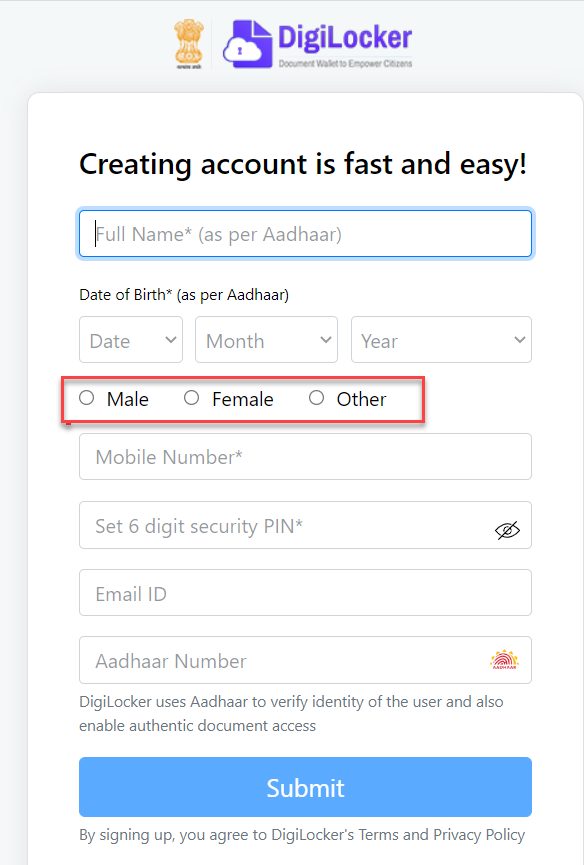 DigiLocker
Document Wallet to Empower Citizens
Creating account is fast and easy!
Full Name* (as per Aadhaar)
Date of Birth* (as per Aadhaar)
Date Month Year
Male Female Other
Mobile Number*
Set 6 digit security PIN*
Email ID
Aadhaar Number
AADHAAR
DigiLocker uses Aadhaar to verify identity of the user and also
enable authentic document access
Submit
By signing up, you agree to DigiLocker's Terms and Privacy Policy